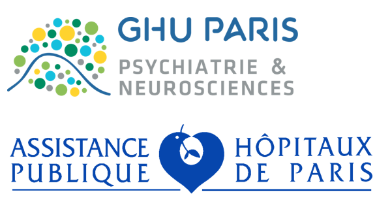 GHU PARIS
PSYCHIATRIE &
NEUROSCIENCES
ASSISTANCE HÔPITAUX
PUBLIQUE DE PARIS